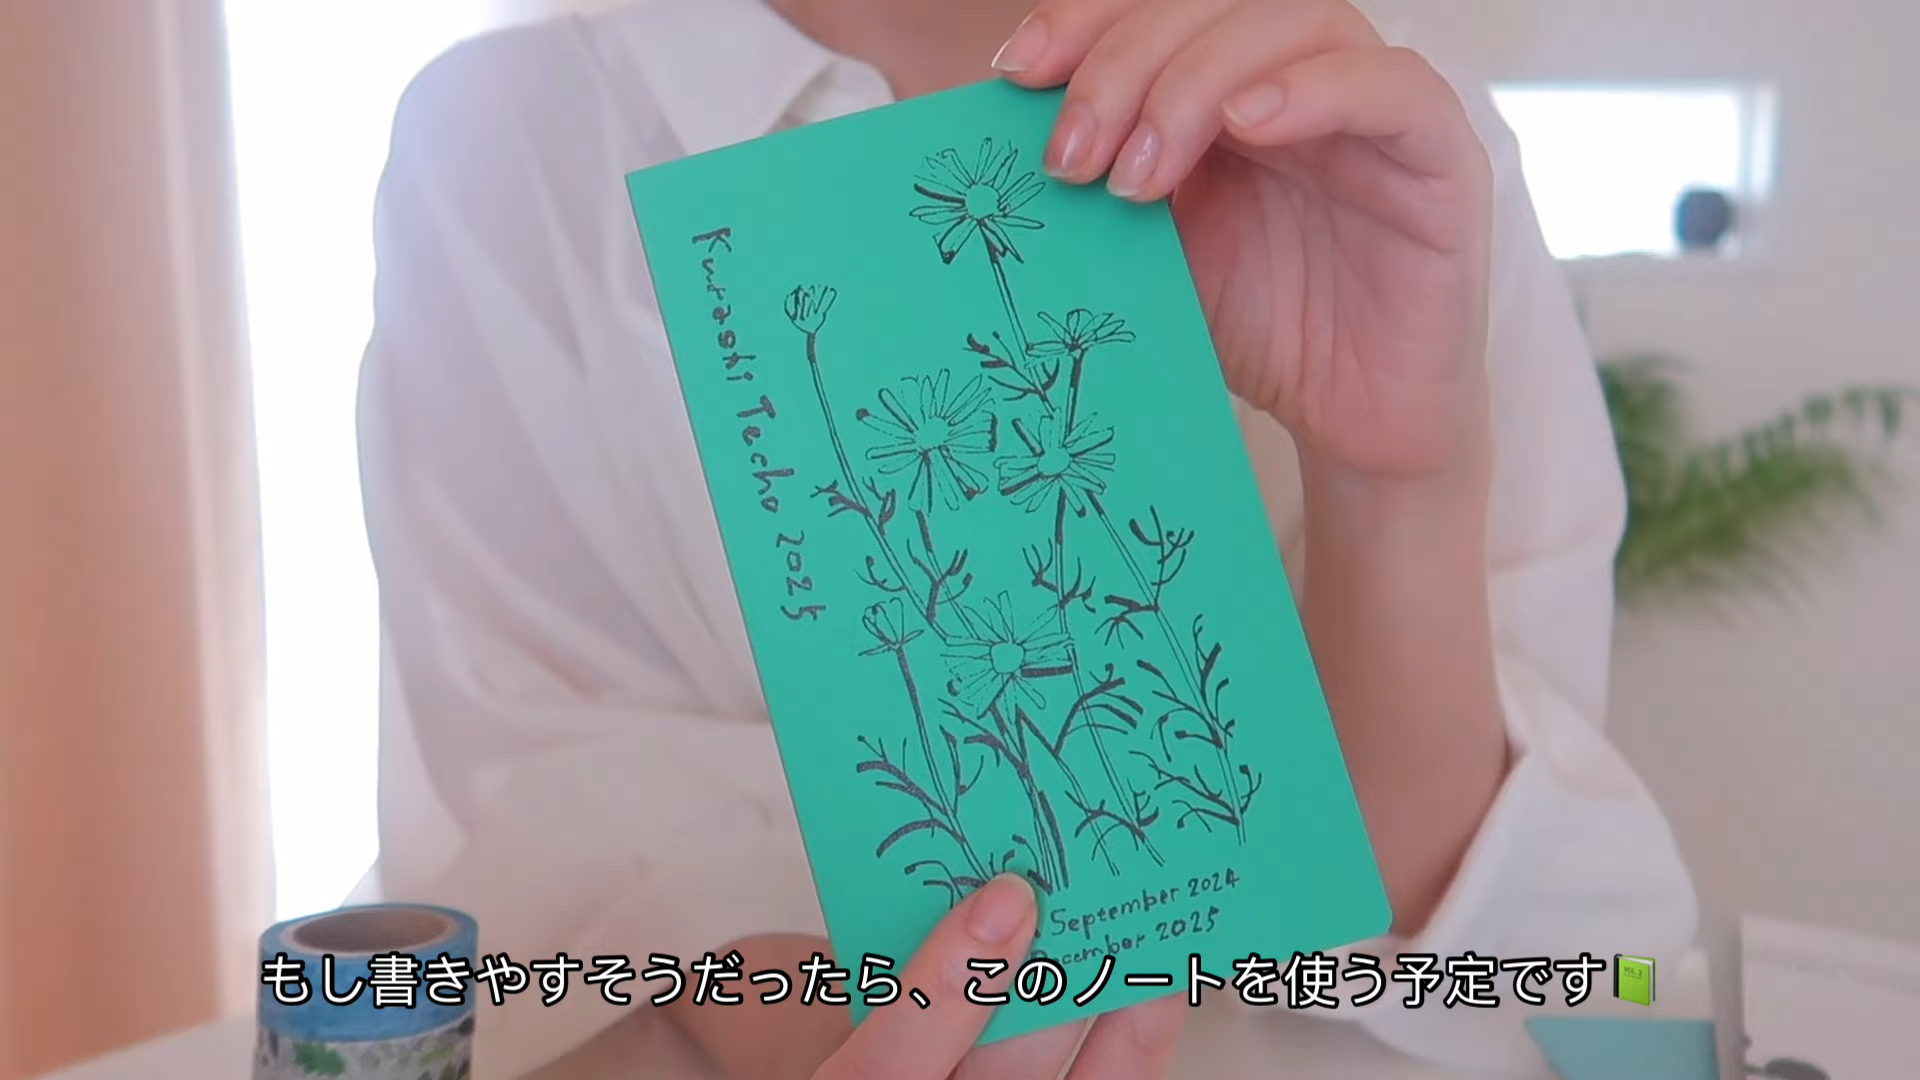 Kurashi Techo 2025
September 2024
December 2025
もし書きやすそうだったら、このノートを使う予定です📗